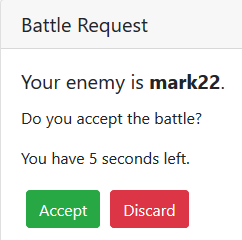 Battle Request
Your enemy is mark22.
Do you accept the battle?
You have 5 seconds left.
Accept Discard